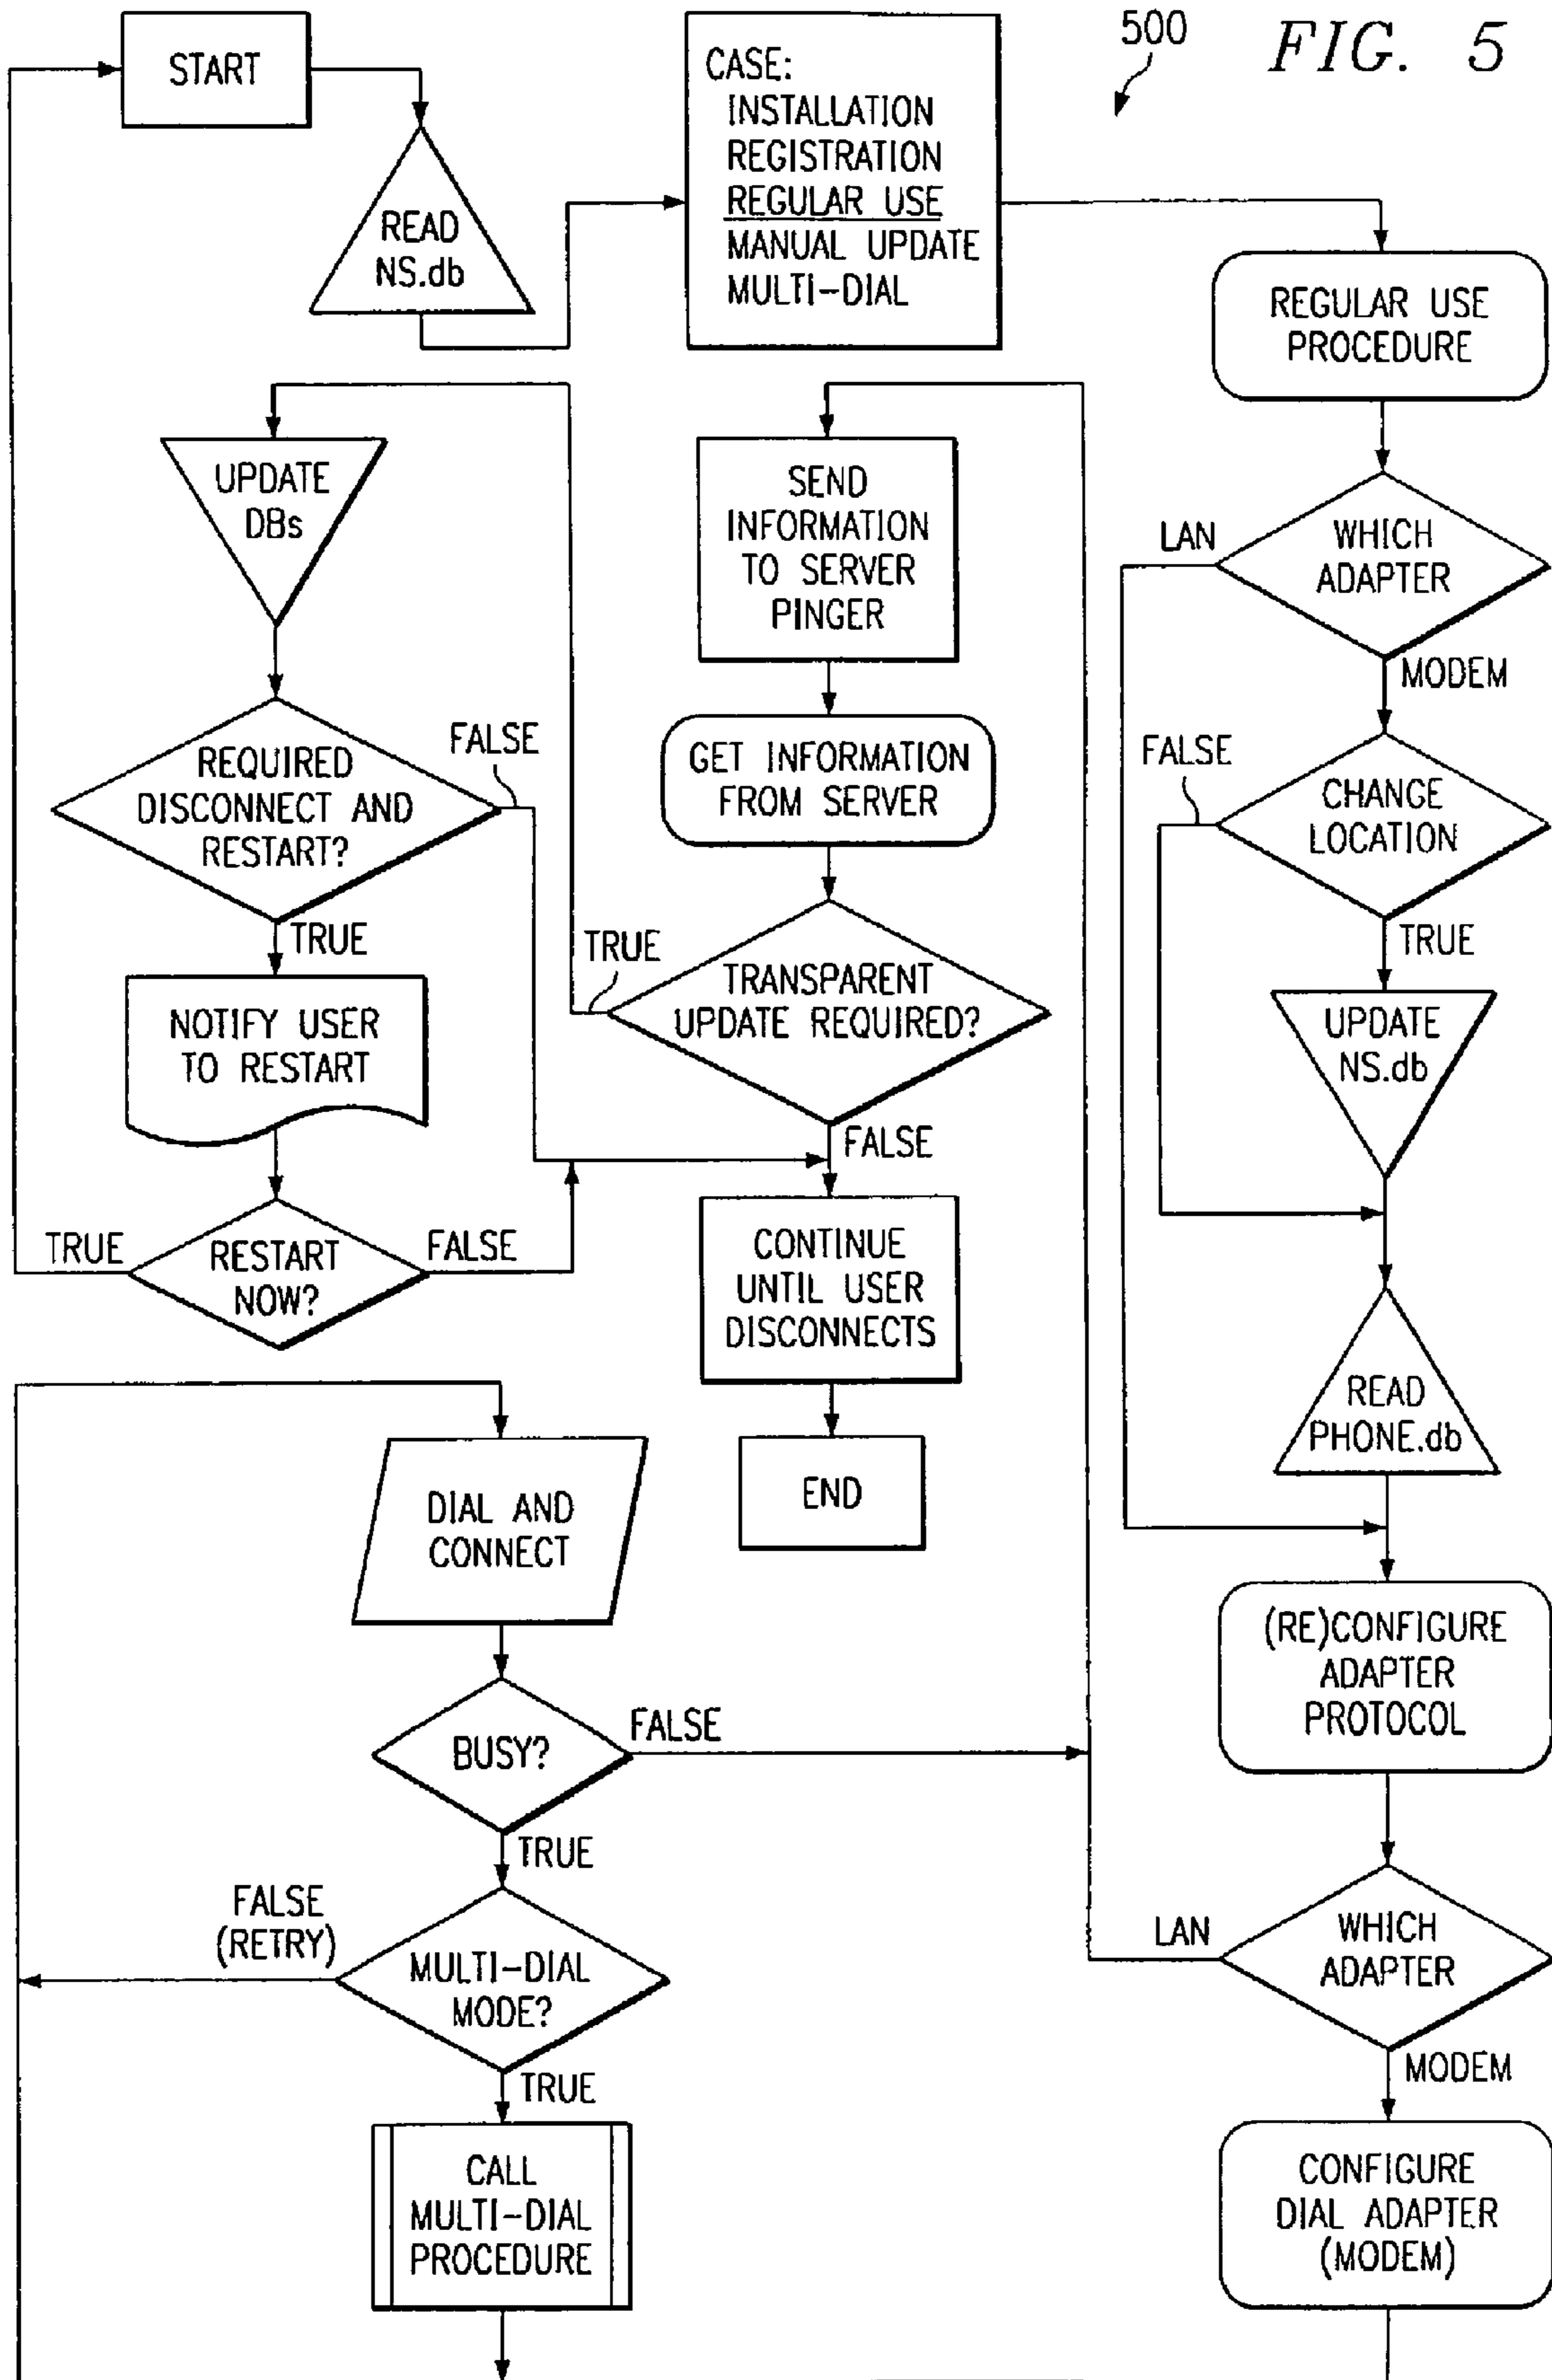 500
FIG. 5
START
READ
NS.db
CASE:
INSTALLATION
REGISTRATION
REGULAR USE
MANUAL UPDATE
MULTI-DIAL
REGULAR USE
PROCEDURE
WHICH
ADAPTER
LAN
MODEM
CHANGE
LOCATION
FALSE
TRUE
UPDATE
NS.db
READ
PHONE.db
(RE)CONFIGURE
ADAPTER
PROTOCOL
WHICH
ADAPTER
LAN
MODEM
CONFIGURE
DIAL ADAPTER
(MODEM)
DIAL AND
CONNECT
BUSY?
FALSE
TRUE
MULTI-DIAL
MODE?
FALSE
(RETRY)
TRUE
CALL
MULTI-DIAL
PROCEDURE
SEND
INFORMATION
TO SERVER
PINGER
GET INFORMATION
FROM SERVER
TRANSPARENT
UPDATE REQUIRED?
TRUE
FALSE
UPDATE
DBs
REQUIRED
DISCONNECT AND
RESTART?
FALSE
TRUE
NOTIFY USER
TO RESTART
RESTART
NOW?
TRUE
FALSE
CONTINUE
UNTIL USER
DISCONNECTS
END